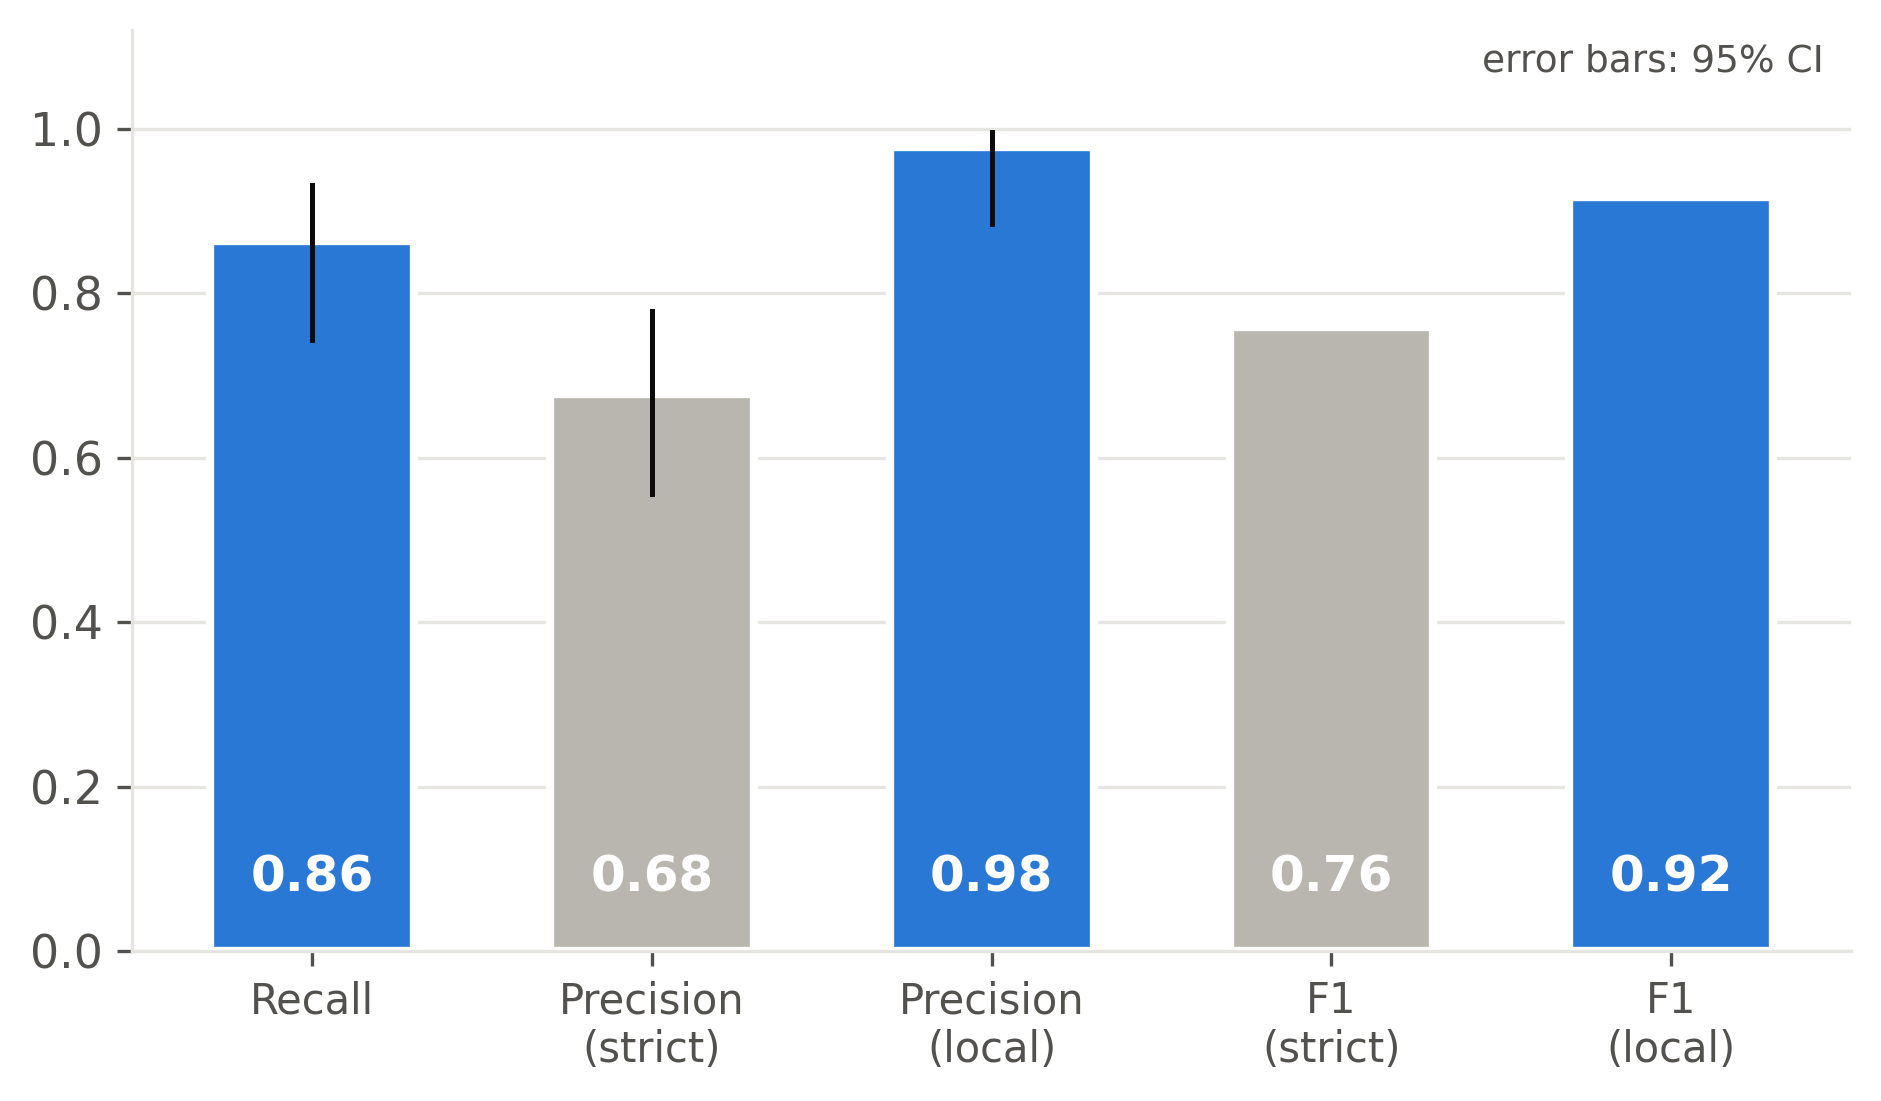 error bars: 95% CI
1.0
0.8
0.6
0.4
0.2
0.0
0.86
0.68
0.98
0.76
0.92
Recall
Precision
(strict)
Precision
(local)
F1
(strict)
F1
(local)